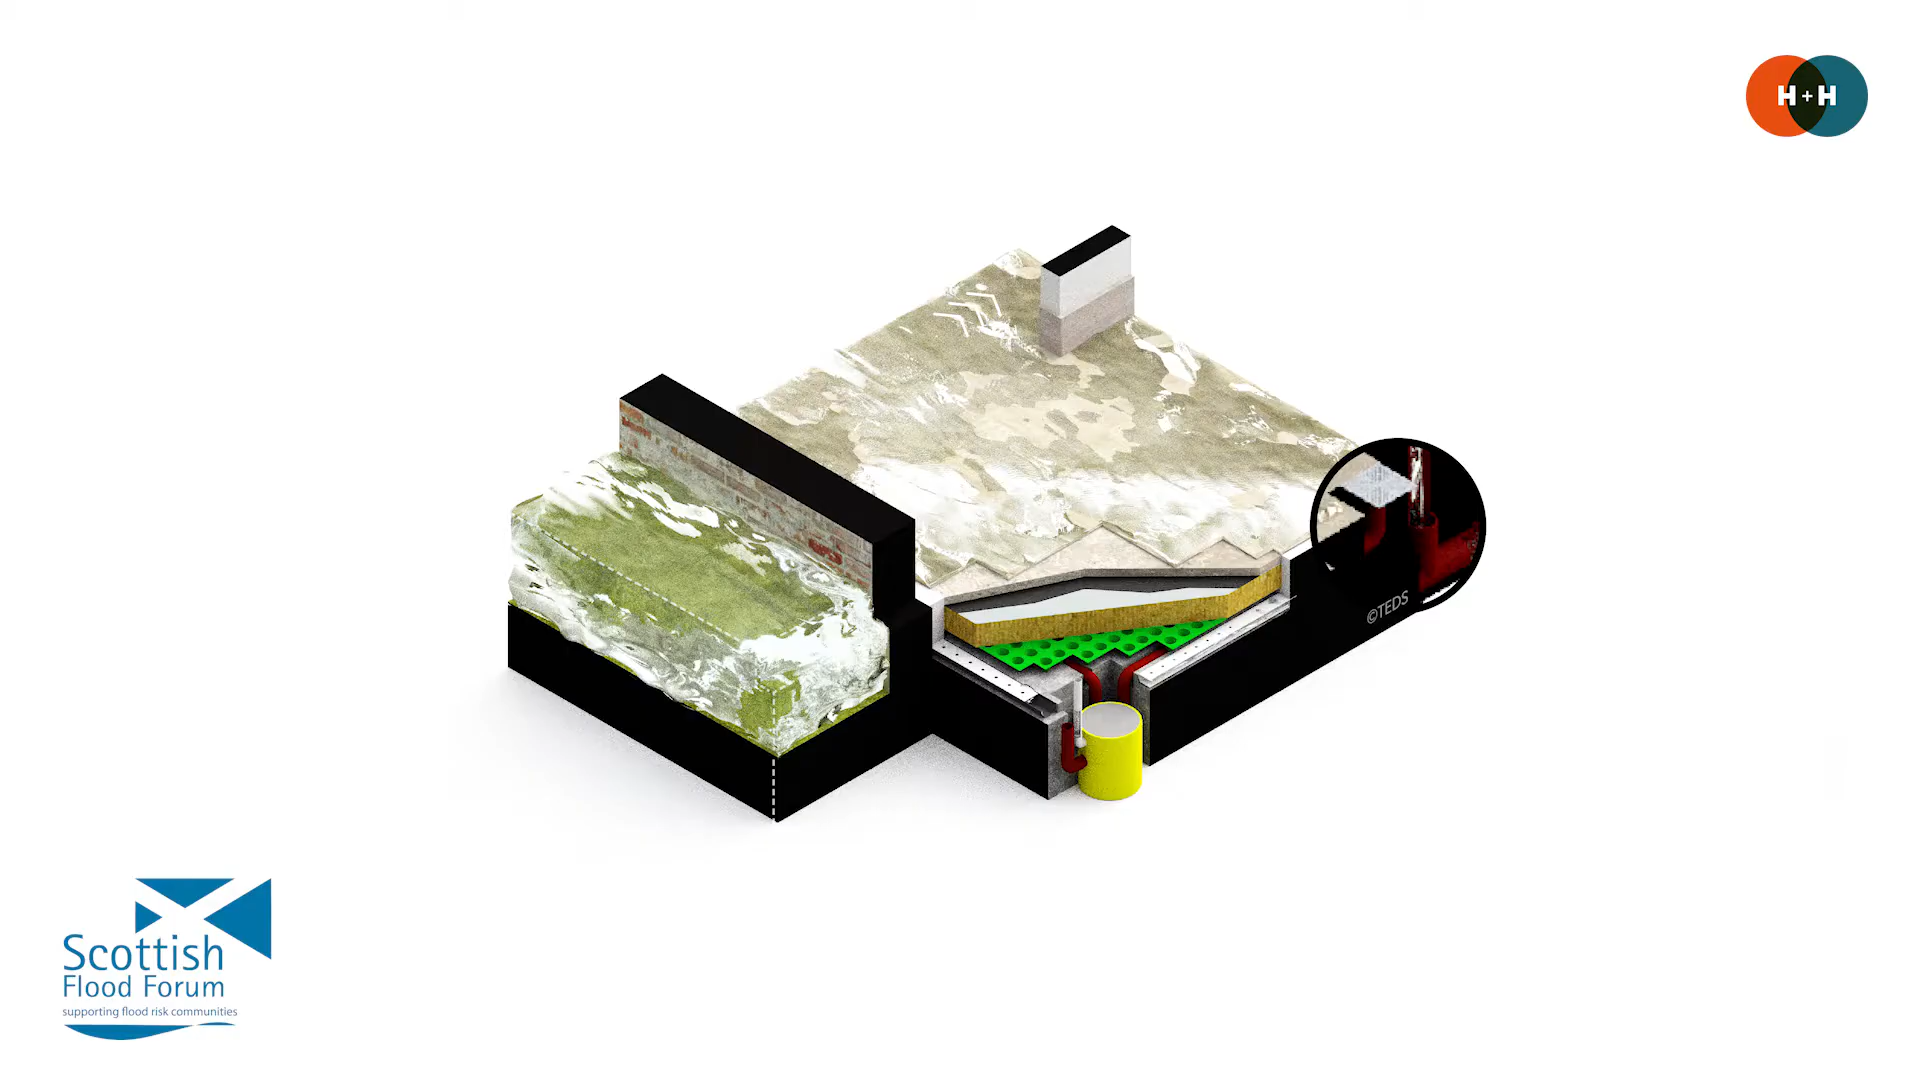 H+H
©TEDS
Scottish
Flood Forum
supporting flood risk communities